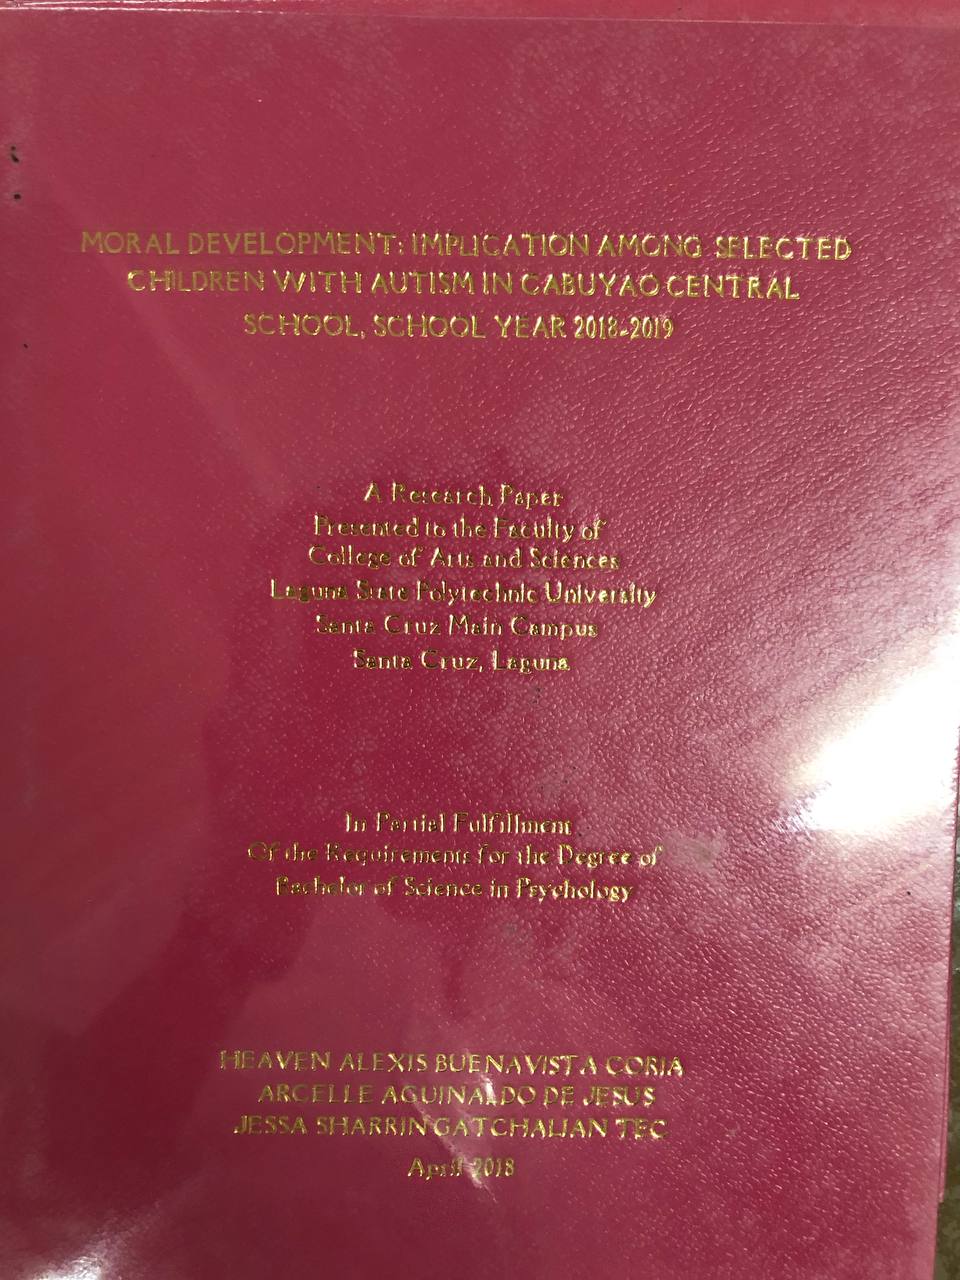 MORAL DEVELOPMENT: IMPLICATION AMONG SELECTED
CHILDREN WITH AUTISM IN CABUYAO CENTRAL
SCHOOL, SCHOOL YEAR 2018-2019
A Research Paper
Presented to the Faculty of
College of Arts and Sciences
Laguna State Polytechnic University
Santa Cruz Main Campus
Santa Cruz, Laguna
In Partial Fulfillment
Of the Requirements for the Degree of
Bachelor of Science in Psychology
HEAVEN ALEXIS BUENAVISTA CORIA
ARCELLE AGUINALDO DE JESUS
JESSA SHARRIN GATCHALIAN TEC
April 2018